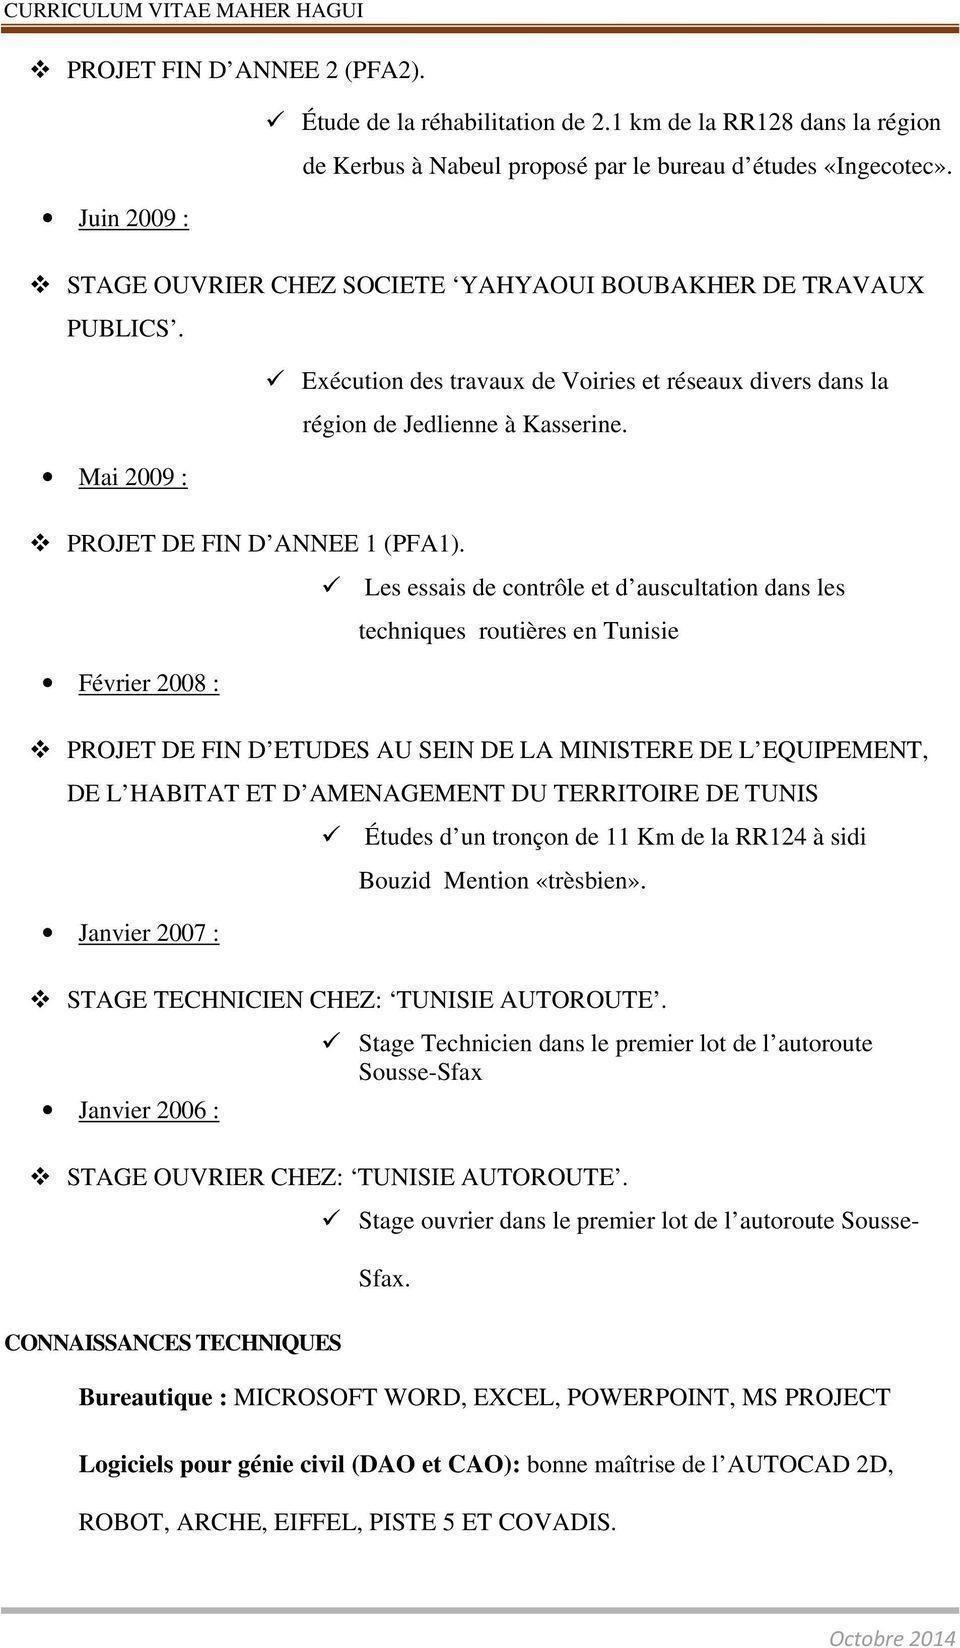 CURRICULUM VITAE MAHER HAGUI
❖ PROJET FIN D’ANNEE 2 (PFA2).
✓ Étude de la réhabilitation de 2.1 km de la RR128 dans la région
de Kerbus à Nabeul proposé par le bureau d’études «Ingecotec».
• Juin 2009 :
❖ STAGE OUVRIER CHEZ SOCIETE ‘YAHYAOUI BOUBAKHER DE TRAVAUX
PUBLICS’.
✓ Exécution des travaux de Voiries et réseaux divers dans la
région de Jedlienne à Kasserine.
• Mai 2009 :
❖ PROJET DE FIN D’ANNEE 1 (PFA1).
✓ Les essais de contrôle et d’auscultation dans les
techniques routières en Tunisie
• Février 2008 :
❖ PROJET DE FIN D’ETUDES AU SEIN DE LA MINISTERE DE L’EQUIPEMENT,
DE L’HABITAT ET D’AMENAGEMENT DU TERRITOIRE DE TUNIS
✓ Études d’un tronçon de 11 Km de la RR124 à sidi
Bouzid Mention «trèsbien».
• Janvier 2007 :
❖ STAGE TECHNICIEN CHEZ: ‘TUNISIE AUTOROUTE’.
✓ Stage Technicien dans le premier lot de l’autoroute
Sousse-Sfax
• Janvier 2006 :
❖ STAGE OUVRIER CHEZ: ‘TUNISIE AUTOROUTE’.
✓ Stage ouvrier dans le premier lot de l’autoroute Sousse-
Sfax.
CONNAISSANCES TECHNIQUES
Bureautique : MICROSOFT WORD, EXCEL, POWERPOINT, MS PROJECT
Logiciels pour génie civil (DAO et CAO): bonne maîtrise de l’AUTOCAD 2D,
ROBOT, ARCHE, EIFFEL, PISTE 5 ET COVADIS.
Octobre 2014